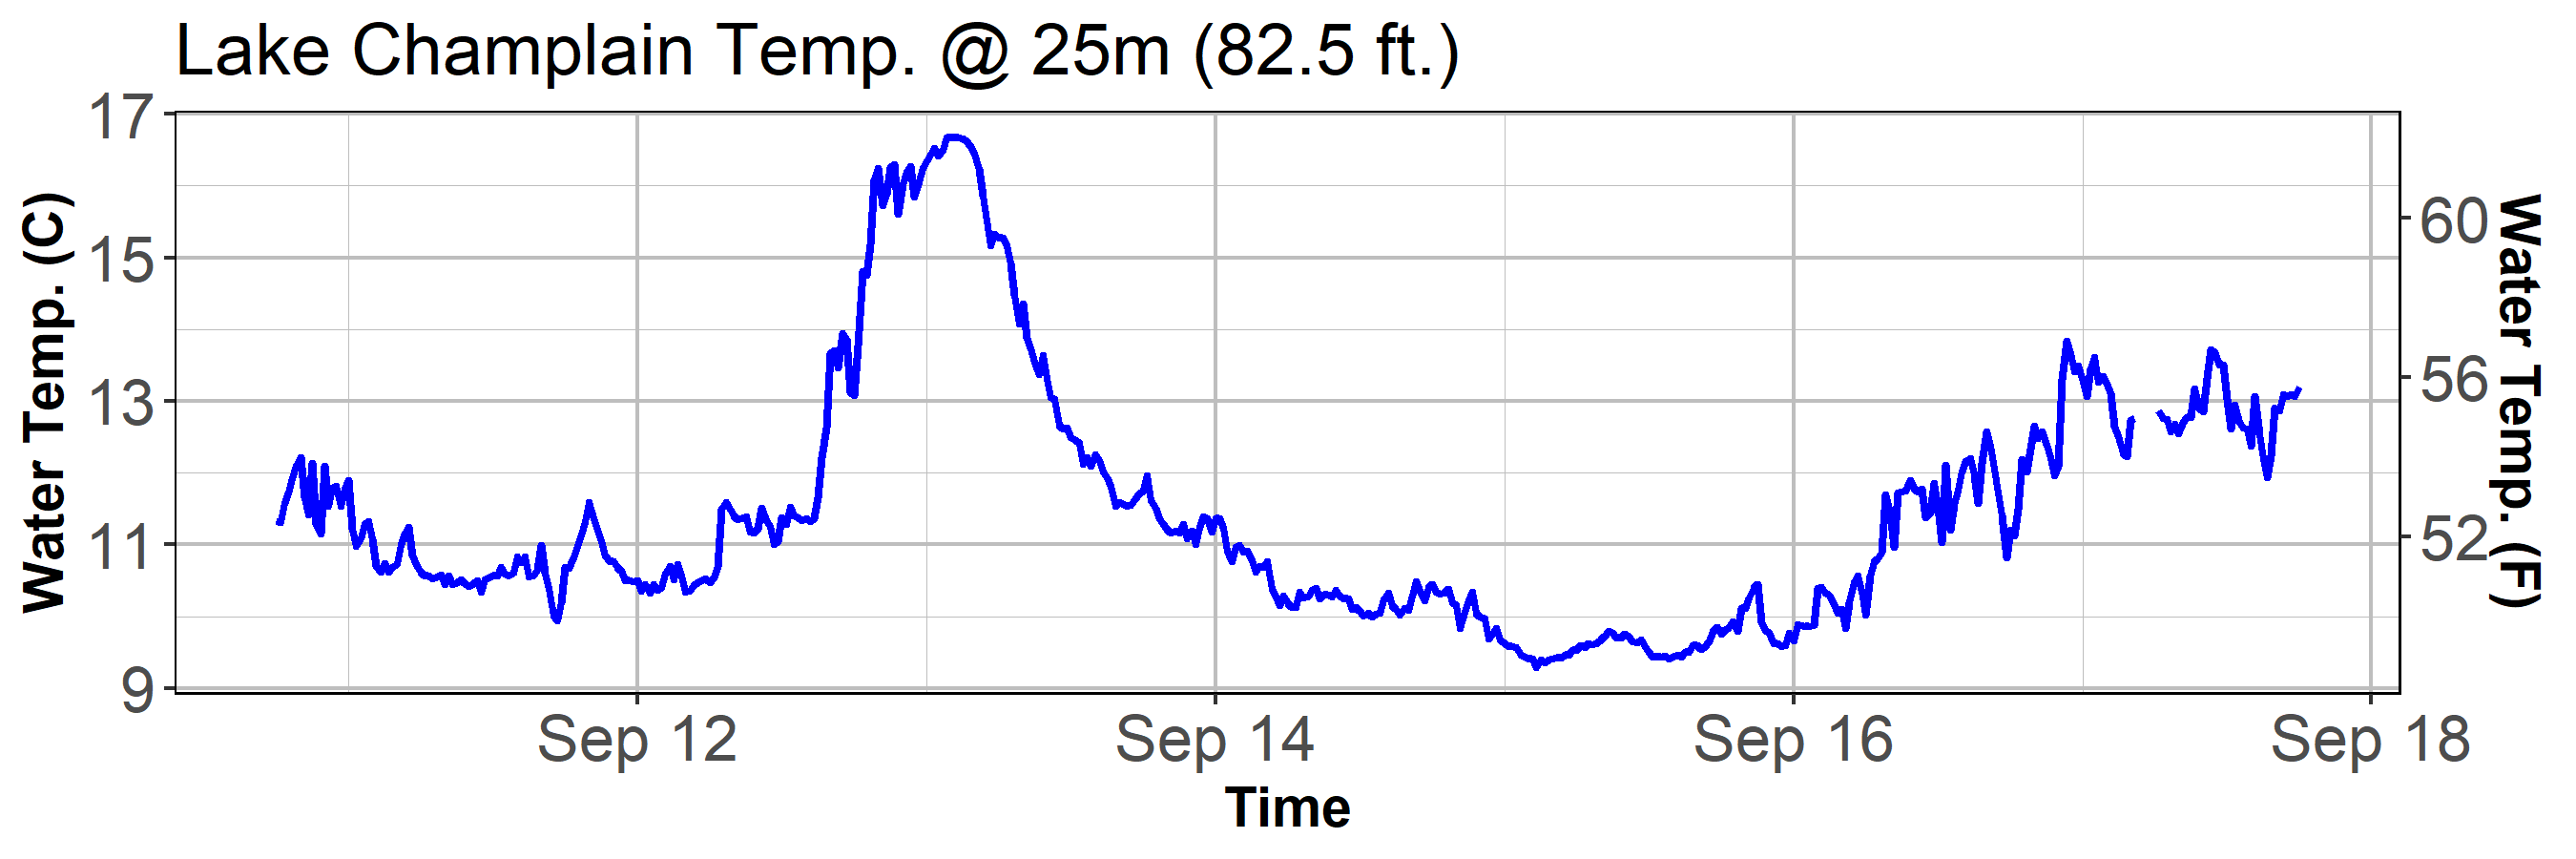 Lake Champlain Temp. @ 25m (82.5 ft.)
Water Temp. (C)
17
15
13
11
9
60
56
52
Water Temp. (F)
Sep 12
Sep 14
Sep 16
Sep 18
Time